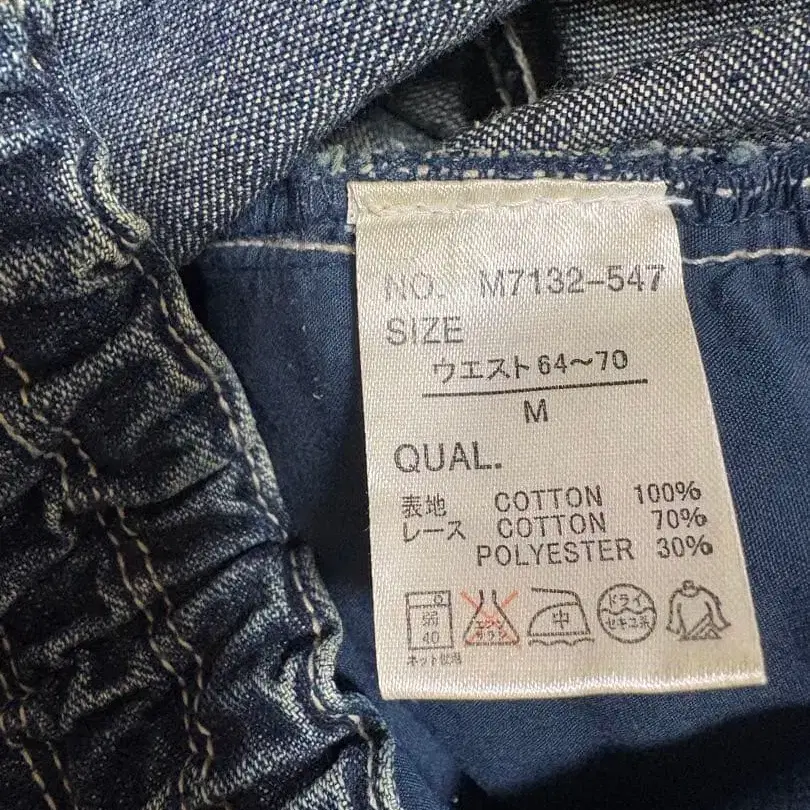 NO. M7132-547
SIZE
ウエスト64〜70
M
QUAL.
表地 COTTON 100%
レース COTTON 70%
POLYESTER 30%
弱
40
ネット使用
エンソ
サラシ
中
ドライ
セキユ系